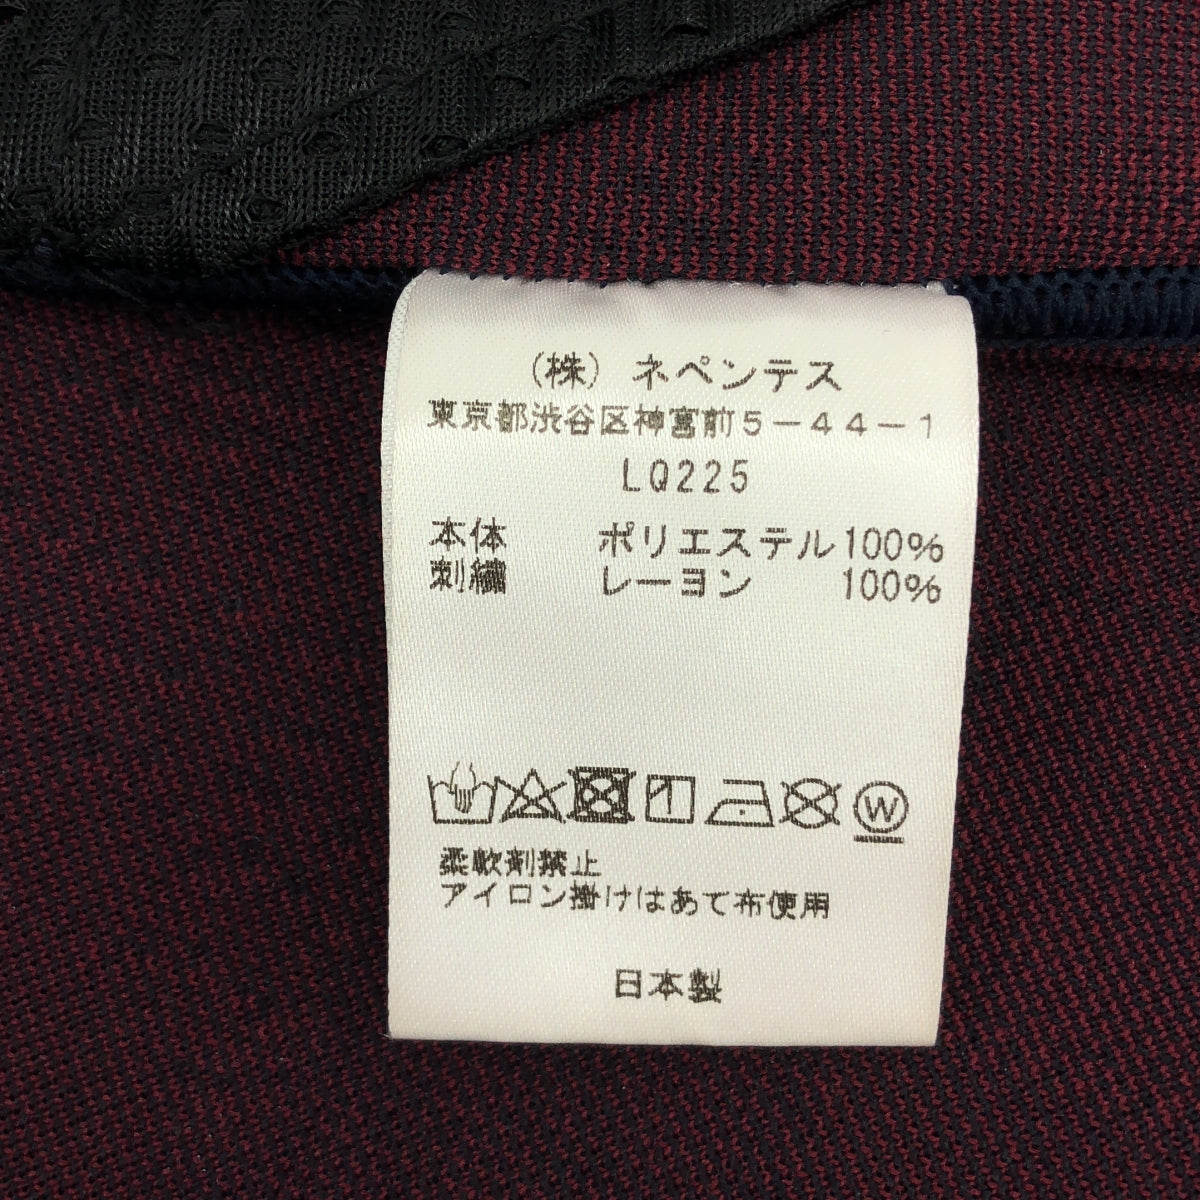 (株) ネペンテス
東京都渋谷区神宮前5-44-1
LQ225
本体 ポリエステル100%
刺繍 レーヨン 100%
W
柔軟剤禁止
アイロン掛けはあて布使用
日本製